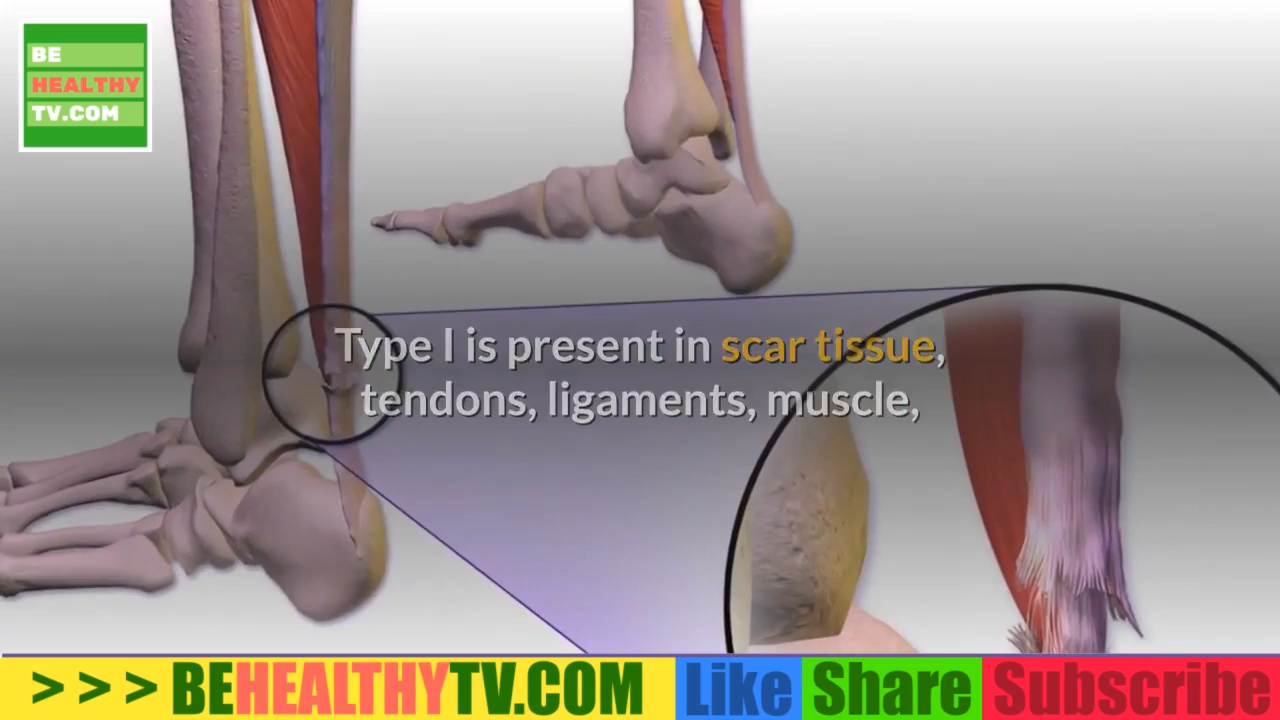 BE
HEALTHY
TV.COM
Type I is present in scar tissue,
tendons, ligaments, muscle,
> > > BEHEALTHYTV.COM Like Share Subscribe